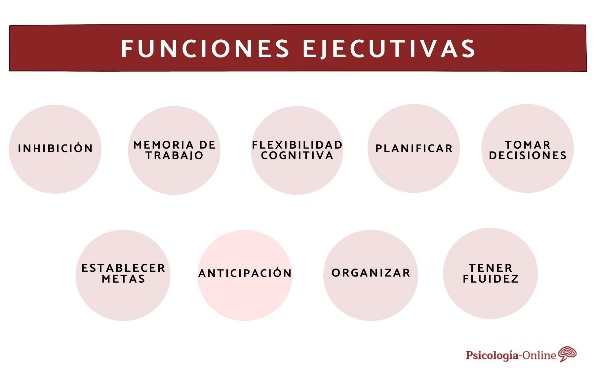 FUNCIONES EJECUTIVAS
INHIBICIÓN
MEMORIA DE
TRABAJO
FLEXIBILIDAD
COGNITIVA
PLANIFICAR
TOMAR
DECISIONES
ESTABLECER
METAS
ANTICIPACIÓN
ORGANIZAR
TENER
FLUIDEZ
Psicología-Online